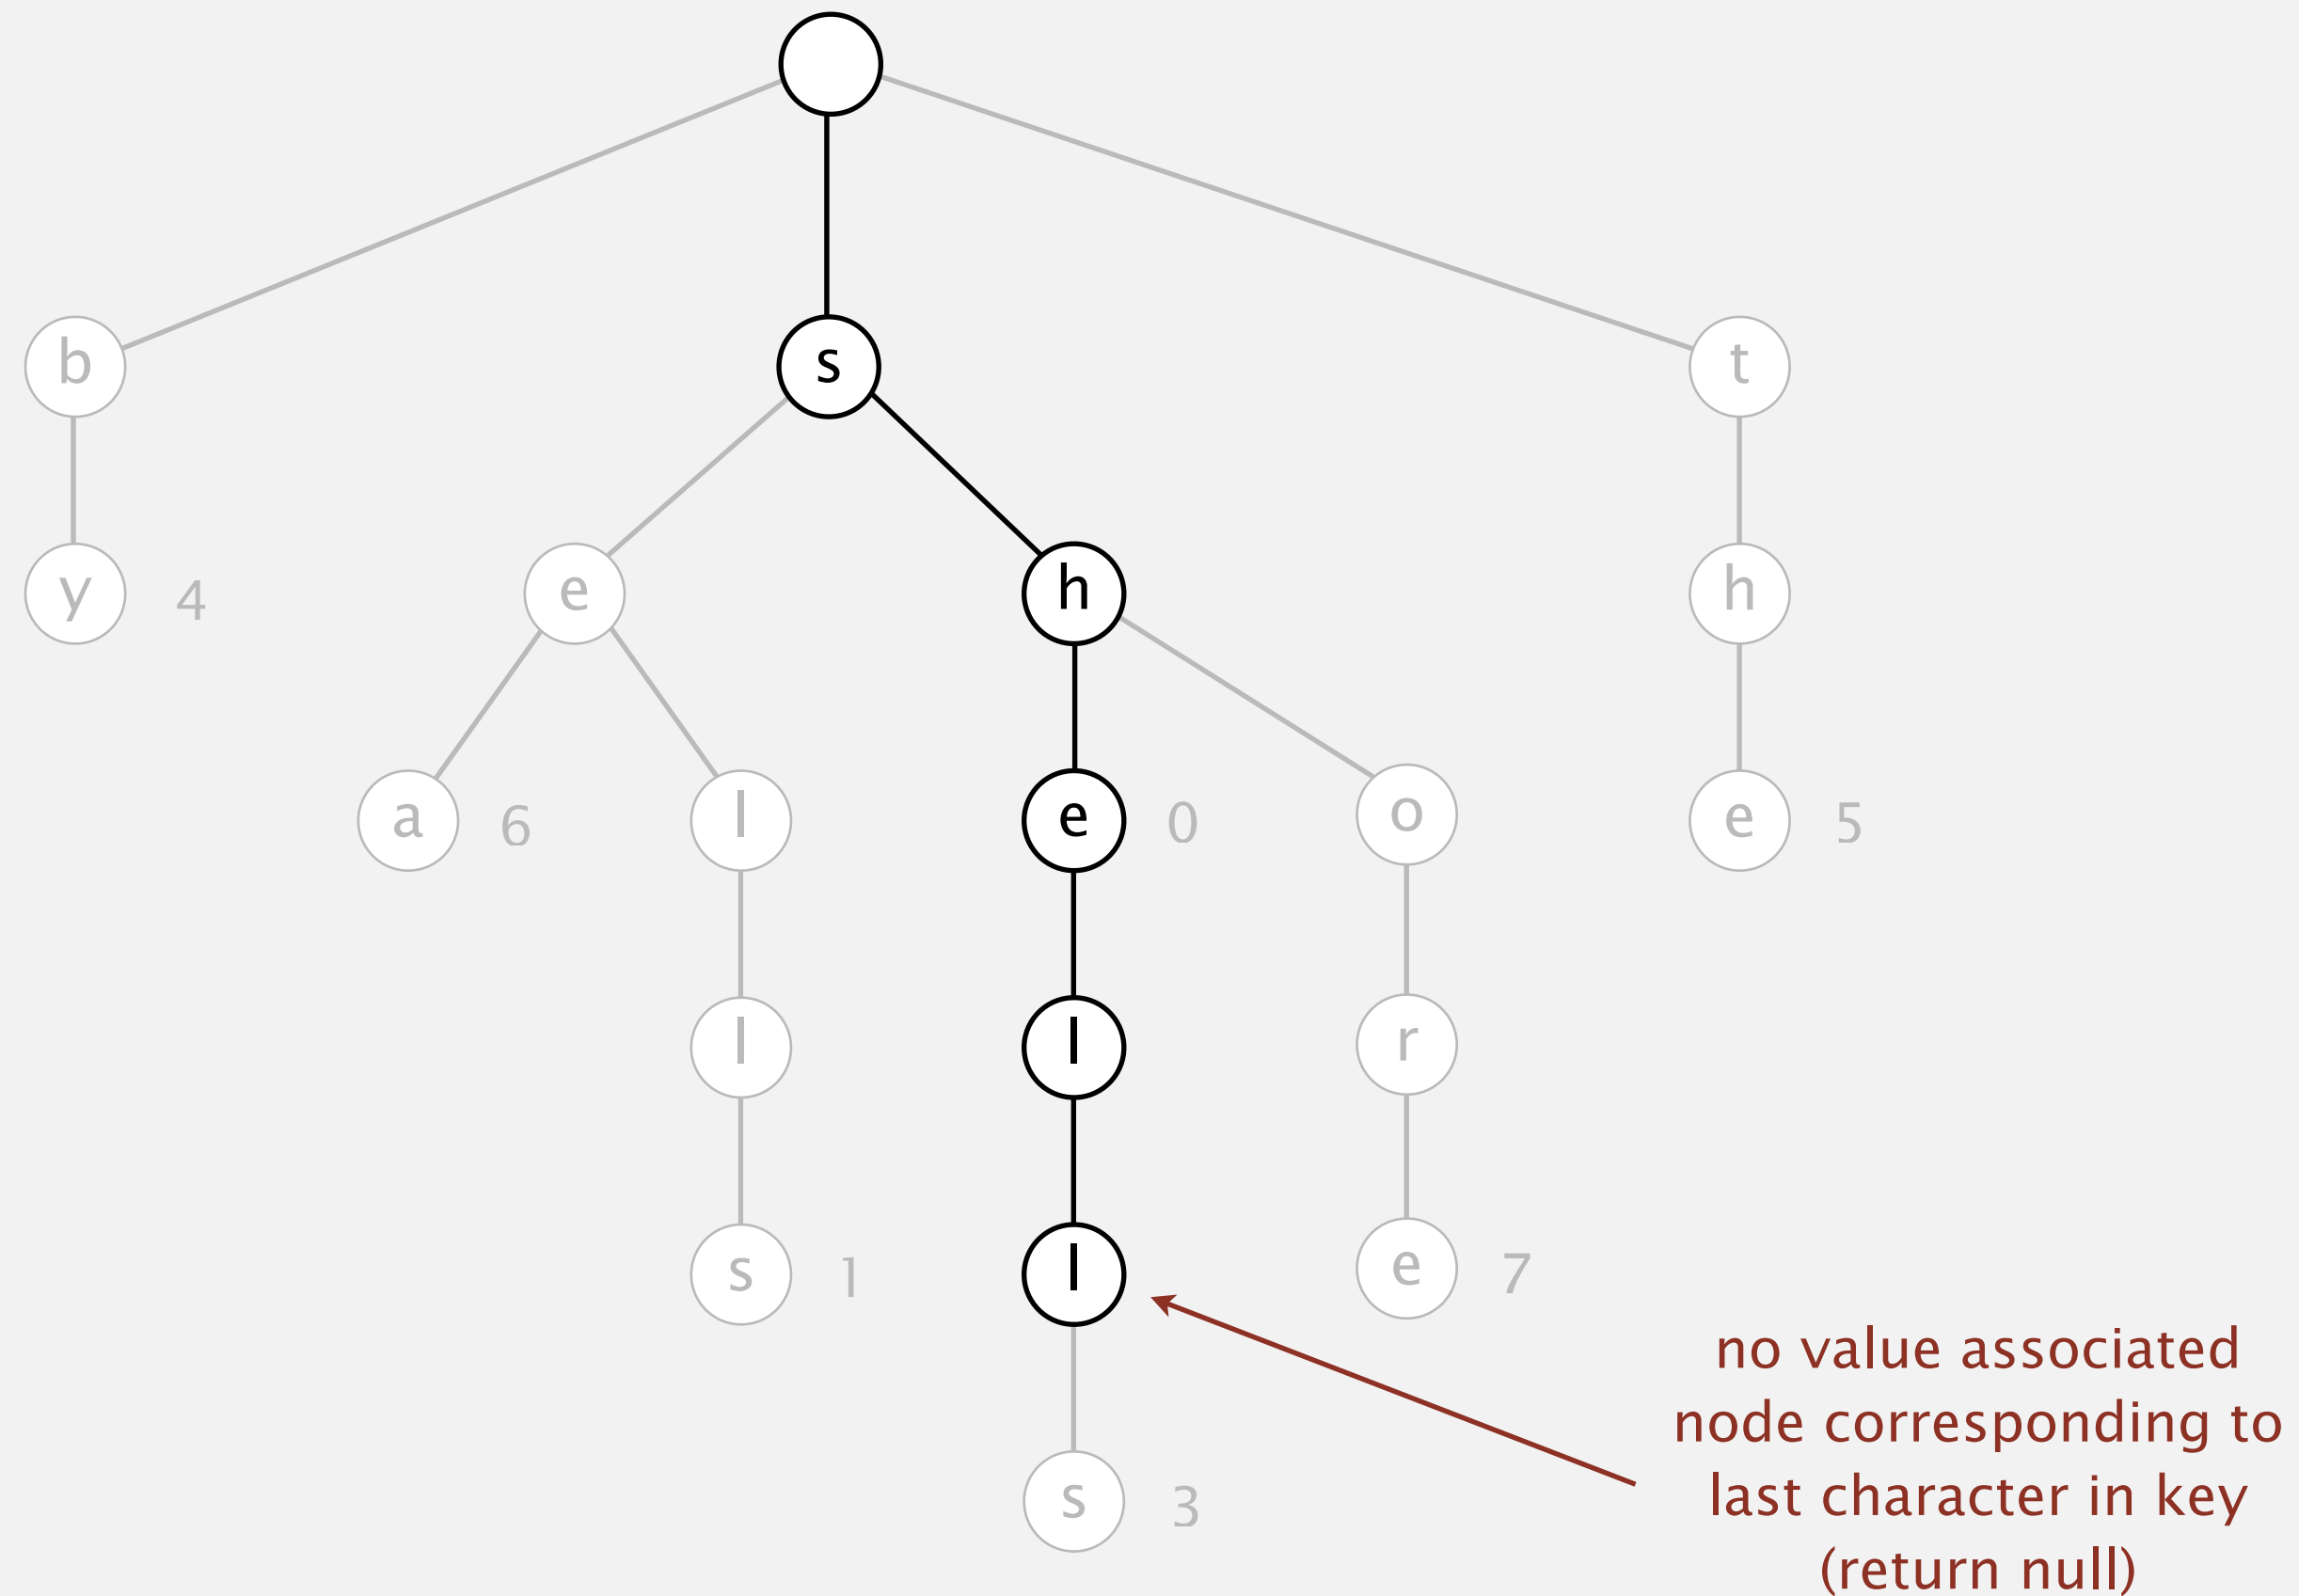 b s t
y 4 e h h
a 6 l e 0 o e 5
l l r
s 1 l e 7
s 3
no value associated
node corresponding to
last character in key
(return null)